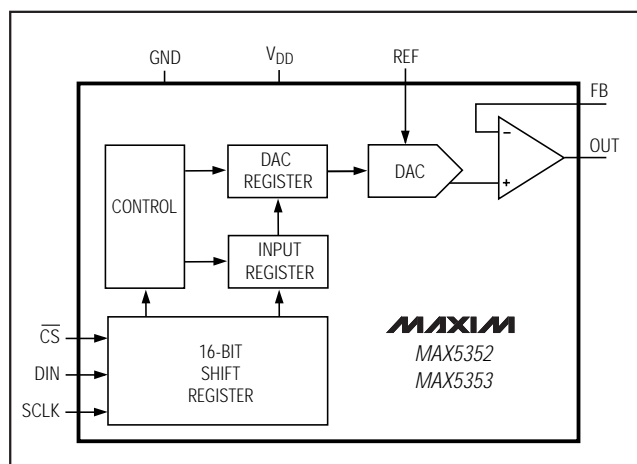 GND
VDD
REF
FB
OUT
DAC
REGISTER
DAC
CONTROL
INPUT
REGISTER
CS
DIN
SCLK
16-BIT
SHIFT
REGISTER
MAXIM
MAX5352
MAX5353
-
+